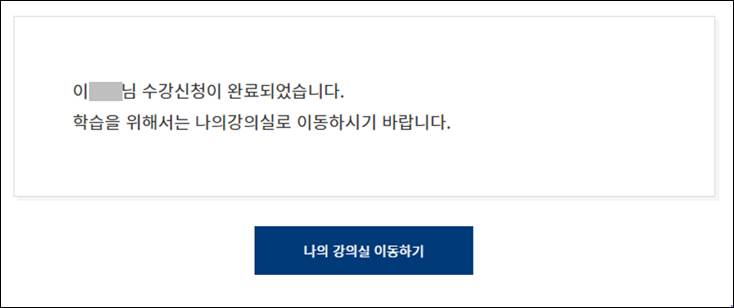 이 님 수강신청이 완료되었습니다.
학습을 위해서는 나의강의실로 이동하시기 바랍니다.
나의 강의실 이동하기